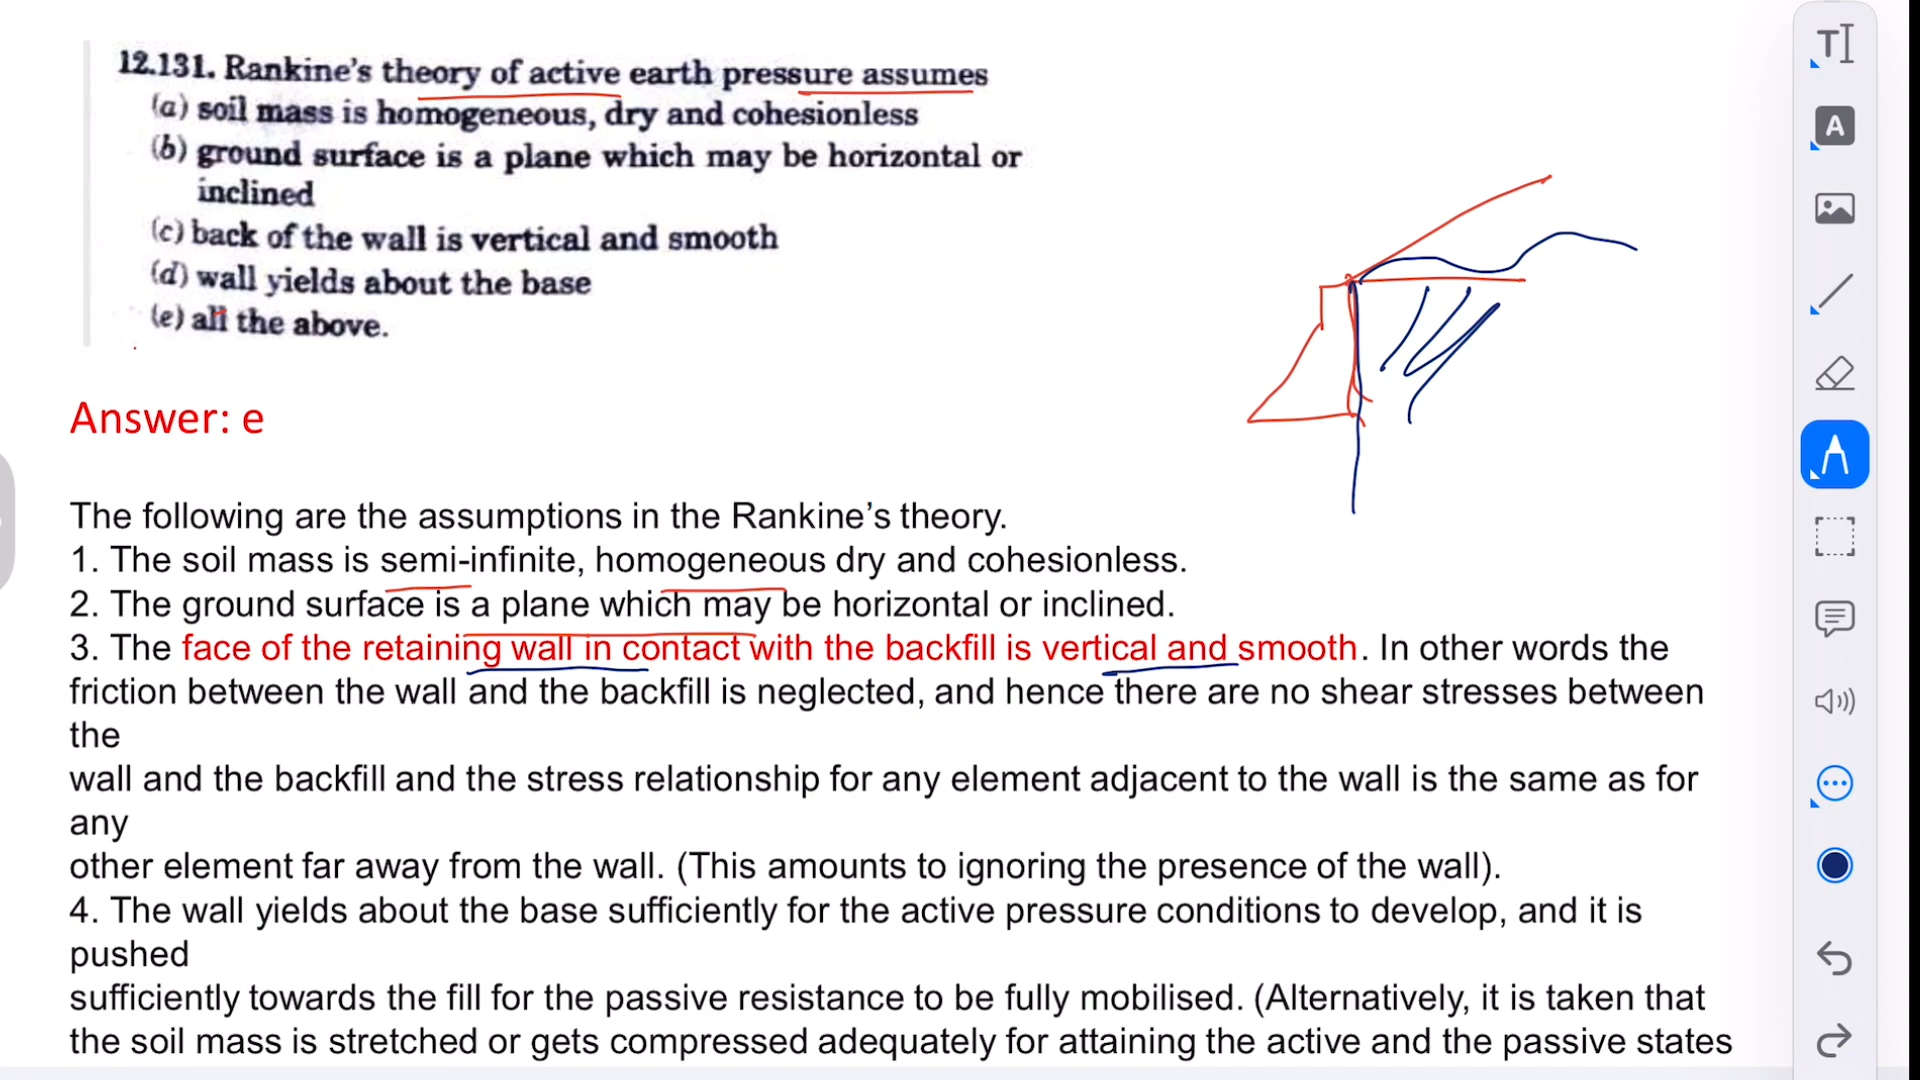 12.131. Rankine's theory of active earth pressure assumes
(a) soil mass is homogeneous, dry and cohesionless
(b) ground surface is a plane which may be horizontal or
inclined
(c) back of the wall is vertical and smooth
(d) wall yields about the base
(e) all the above.
Answer: e
The following are the assumptions in the Rankine's theory.
1. The soil mass is semi-infinite, homogeneous dry and cohesionless.
2. The ground surface is a plane which may be horizontal or inclined.
3. The face of the retaining wall in contact with the backfill is vertical and smooth. In other words the
friction between the wall and the backfill is neglected, and hence there are no shear stresses between
the
wall and the backfill and the stress relationship for any element adjacent to the wall is the same as for
any
other element far away from the wall. (This amounts to ignoring the presence of the wall).
4. The wall yields about the base sufficiently for the active pressure conditions to develop, and it is
pushed
sufficiently towards the fill for the passive resistance to be fully mobilised. (Alternatively, it is taken that
the soil mass is stretched or gets compressed adequately for attaining the active and the passive states
T
A